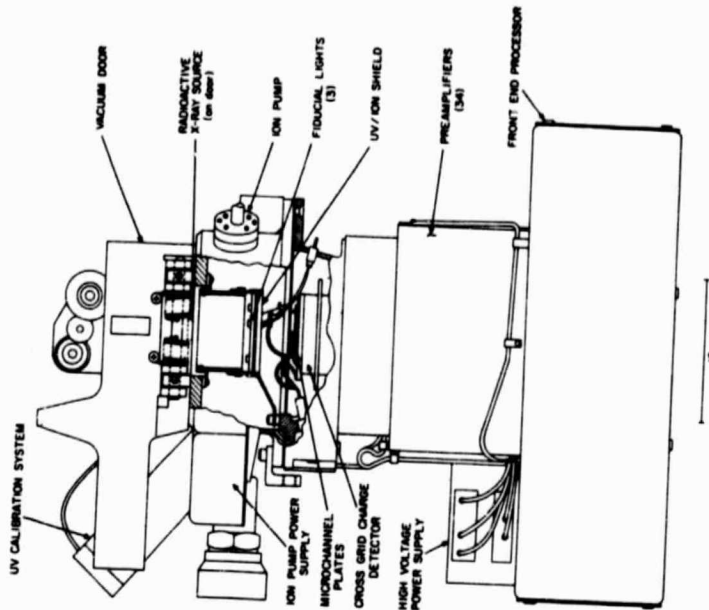 UV CALIBRATION SYSTEM
VACUUM DOOR
RADIOACTIVE
X-RAY SOURCE
(on door)
ION PUMP
FIDUCIAL LIGHTS
(3)
UV/ION SHIELD
PREAMPLIFIERS
(34)
FRONT END PROCESSOR
ION PUMP POWER
SUPPLY
MICROCHANNEL
PLATES
CROSS GRID CHARGE
DETECTOR
HIGH VOLTAGE
POWER SUPPLY